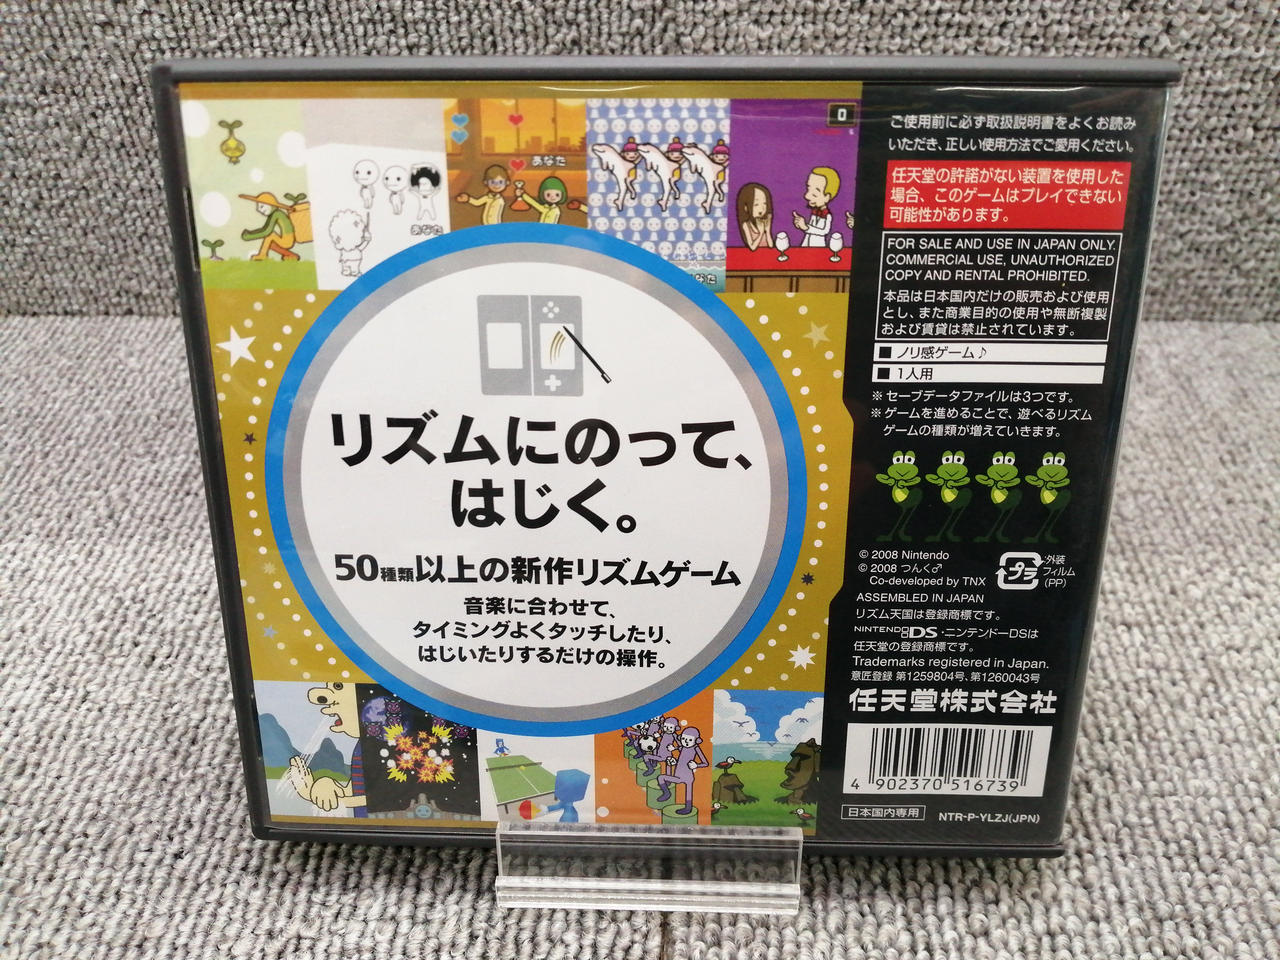 あなた
あなた
あなた
0
リズムにのって、
はじく。
50種類以上の新作リズムゲーム
音楽に合わせて、
タイミングよくタッチしたり、
はじいたりするだけの操作。
ご使用前に必ず取扱説明書をよくお読み
いただき、正しい使用方法でご愛用ください。
任天堂の許諾がない装置を使用した
場合、このゲームはプレイできない
可能性があります。
FOR SALE AND USE IN JAPAN ONLY.
COMMERCIAL USE, UNAUTHORIZED
COPY AND RENTAL PROHIBITED.
本品は日本国内だけの販売および使用
とし、また商業目的の使用や無断複製
および賃貸は禁止されています。
■ ノリ感ゲーム♪
■ 1人用
※ セーブデータファイルは3つです。
※ ゲームを進めることで、遊べるリズム
ゲームの種類が増えていきます。
© 2008 Nintendo
© 2008 つんく♂
Co-developed by TNX
プラ
外装
フィルム
(PP)
ASSEMBLED IN JAPAN
リズム天国は登録商標です。
NINTENDO DS・ニンテンドーDSは
任天堂の登録商標です。
Trademarks registered in Japan.
意匠登録 第1259804号、第1260043号
任天堂株式会社
4 902370 516739
日本国内専用
NTR-P-YLZJ(JPN)